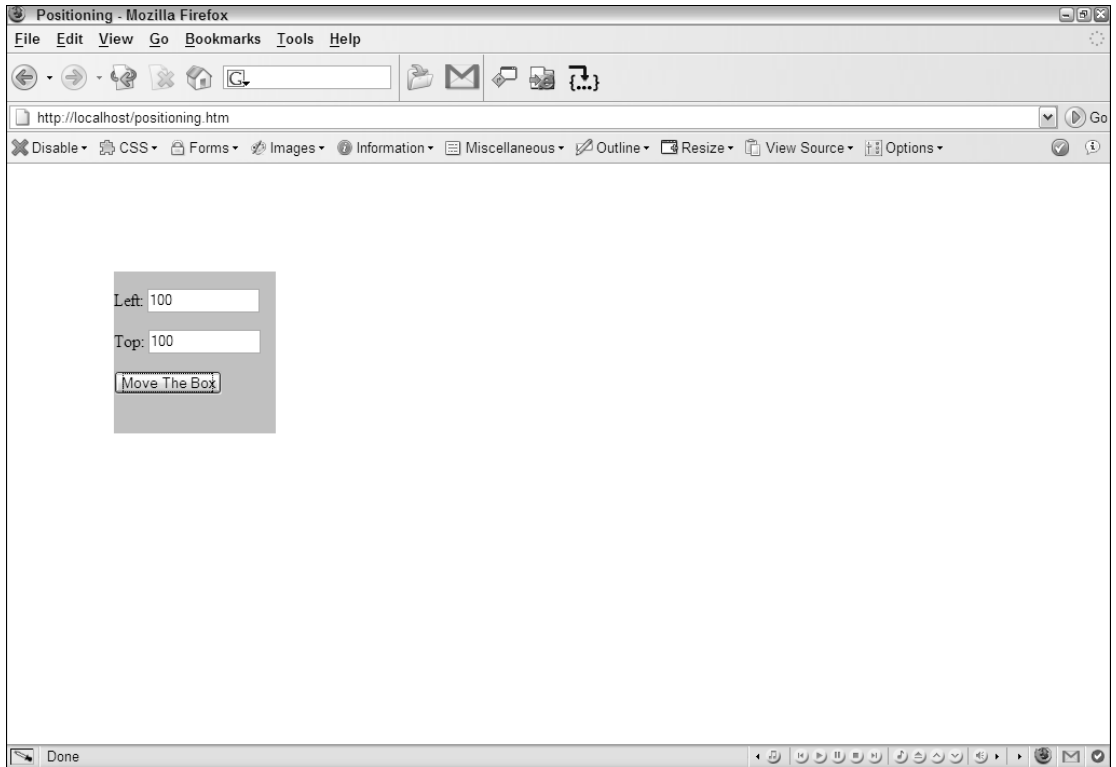 Positioning - Mozilla Firefox
File Edit View Go Bookmarks Tools Help
G
{...}
http://localhost/positioning.htm
Go
Disable CSS Forms Images Information Miscellaneous Outline Resize View Source Options
Left: 100
Top: 100
Move The Box
Done